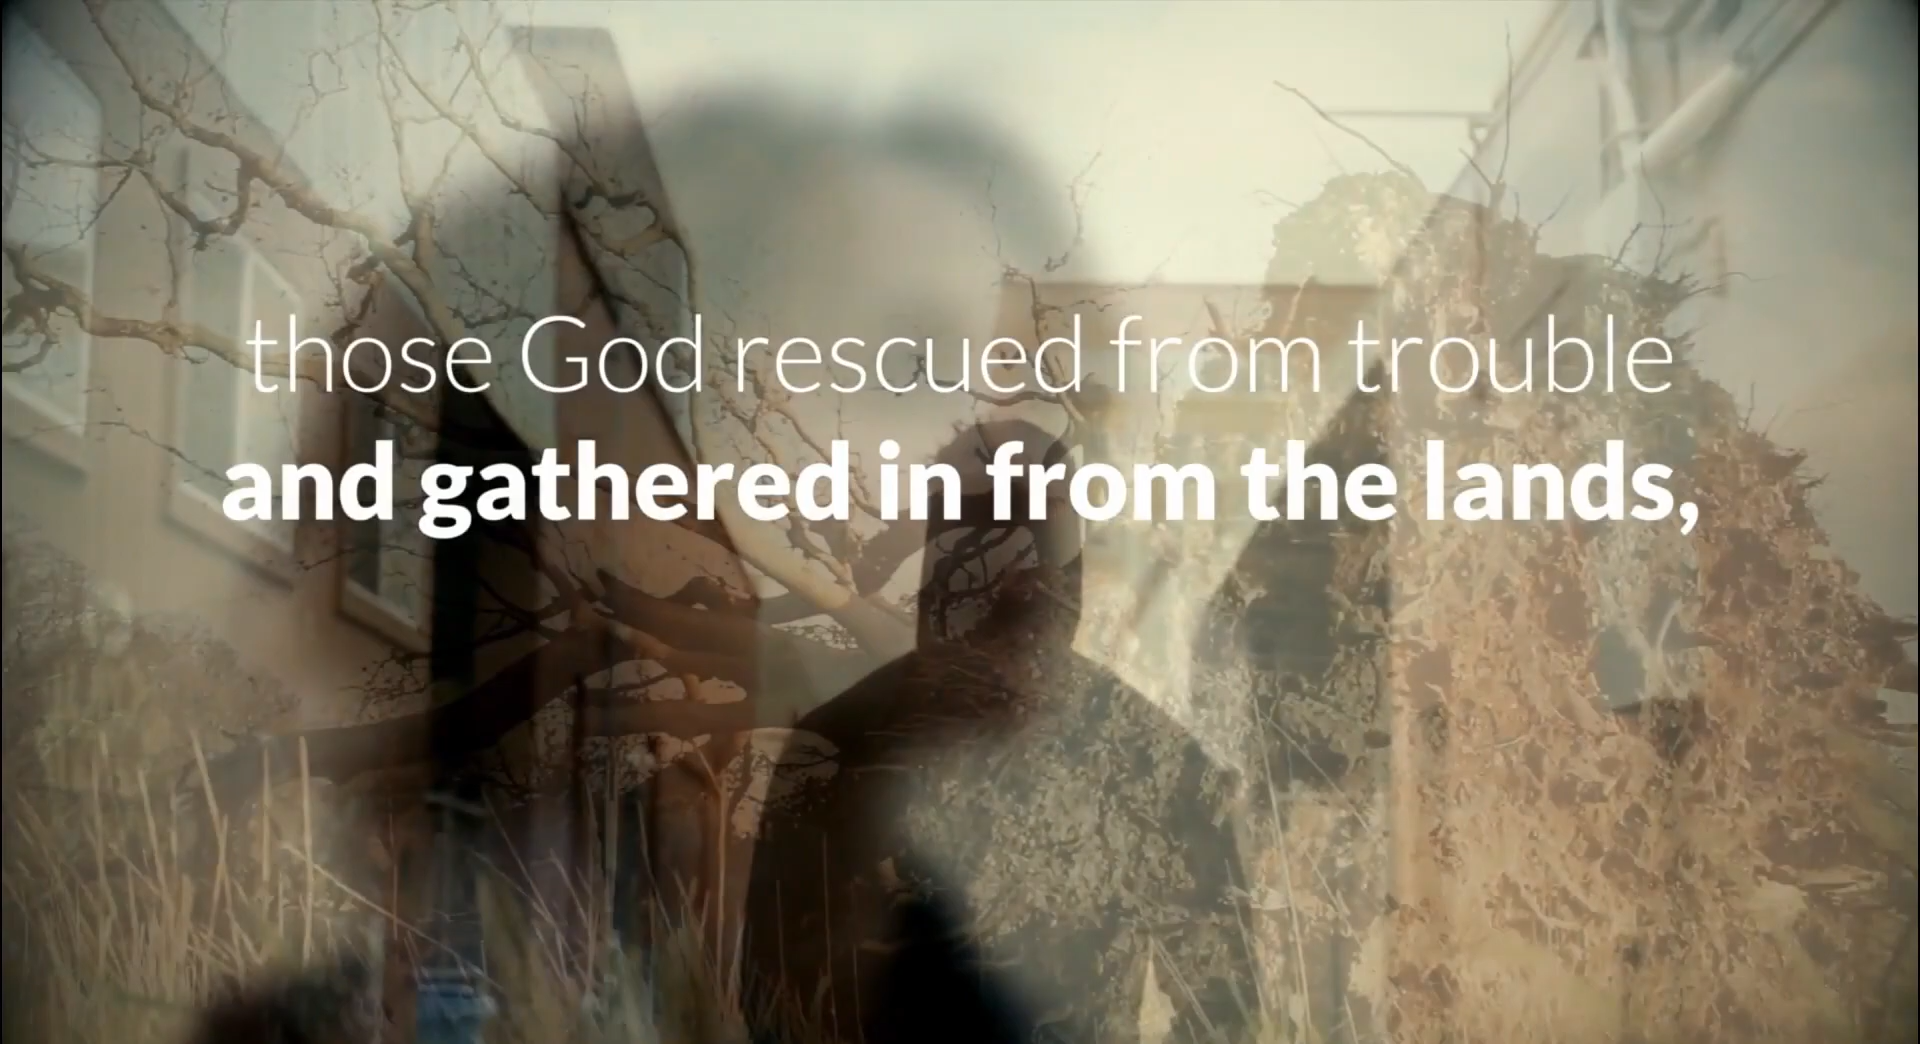 those God rescued from trouble
and gathered in from the lands,